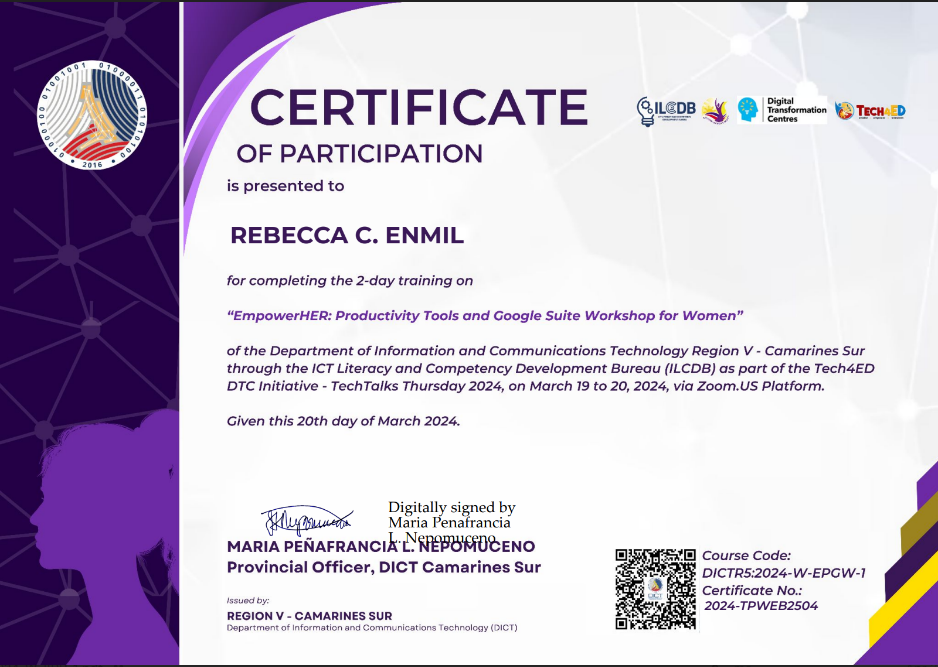 01001001 01000011 01010100 01000100
2016
CERTIFICATE
OF PARTICIPATION
is presented to
ILCDB
Digital
Transformation
Centres
TECH4ED
REBECCA C. ENMIL
for completing the 2-day training on
“EmpowerHER: Productivity Tools and Google Suite Workshop for Women”
of the Department of Information and Communications Technology Region V - Camarines Sur
through the ICT Literacy and Competency Development Bureau (ILCDB) as part of the Tech4ED
DTC Initiative - TechTalks Thursday 2024, on March 19 to 20, 2024, via Zoom.US Platform.
Given this 20th day of March 2024.
Digitally signed by
Maria Penafrancia
L. Nepomuceno
MARIA PEÑAFRANCIA L. NEPOMUCENO
Provincial Officer, DICT Camarines Sur
Issued by:
REGION V - CAMARINES SUR
Department of Information and Communications Technology (DICT)
DICT
Course Code:
DICTR5:2024-W-EPGW-1
Certificate No.:
2024-TPWEB2504